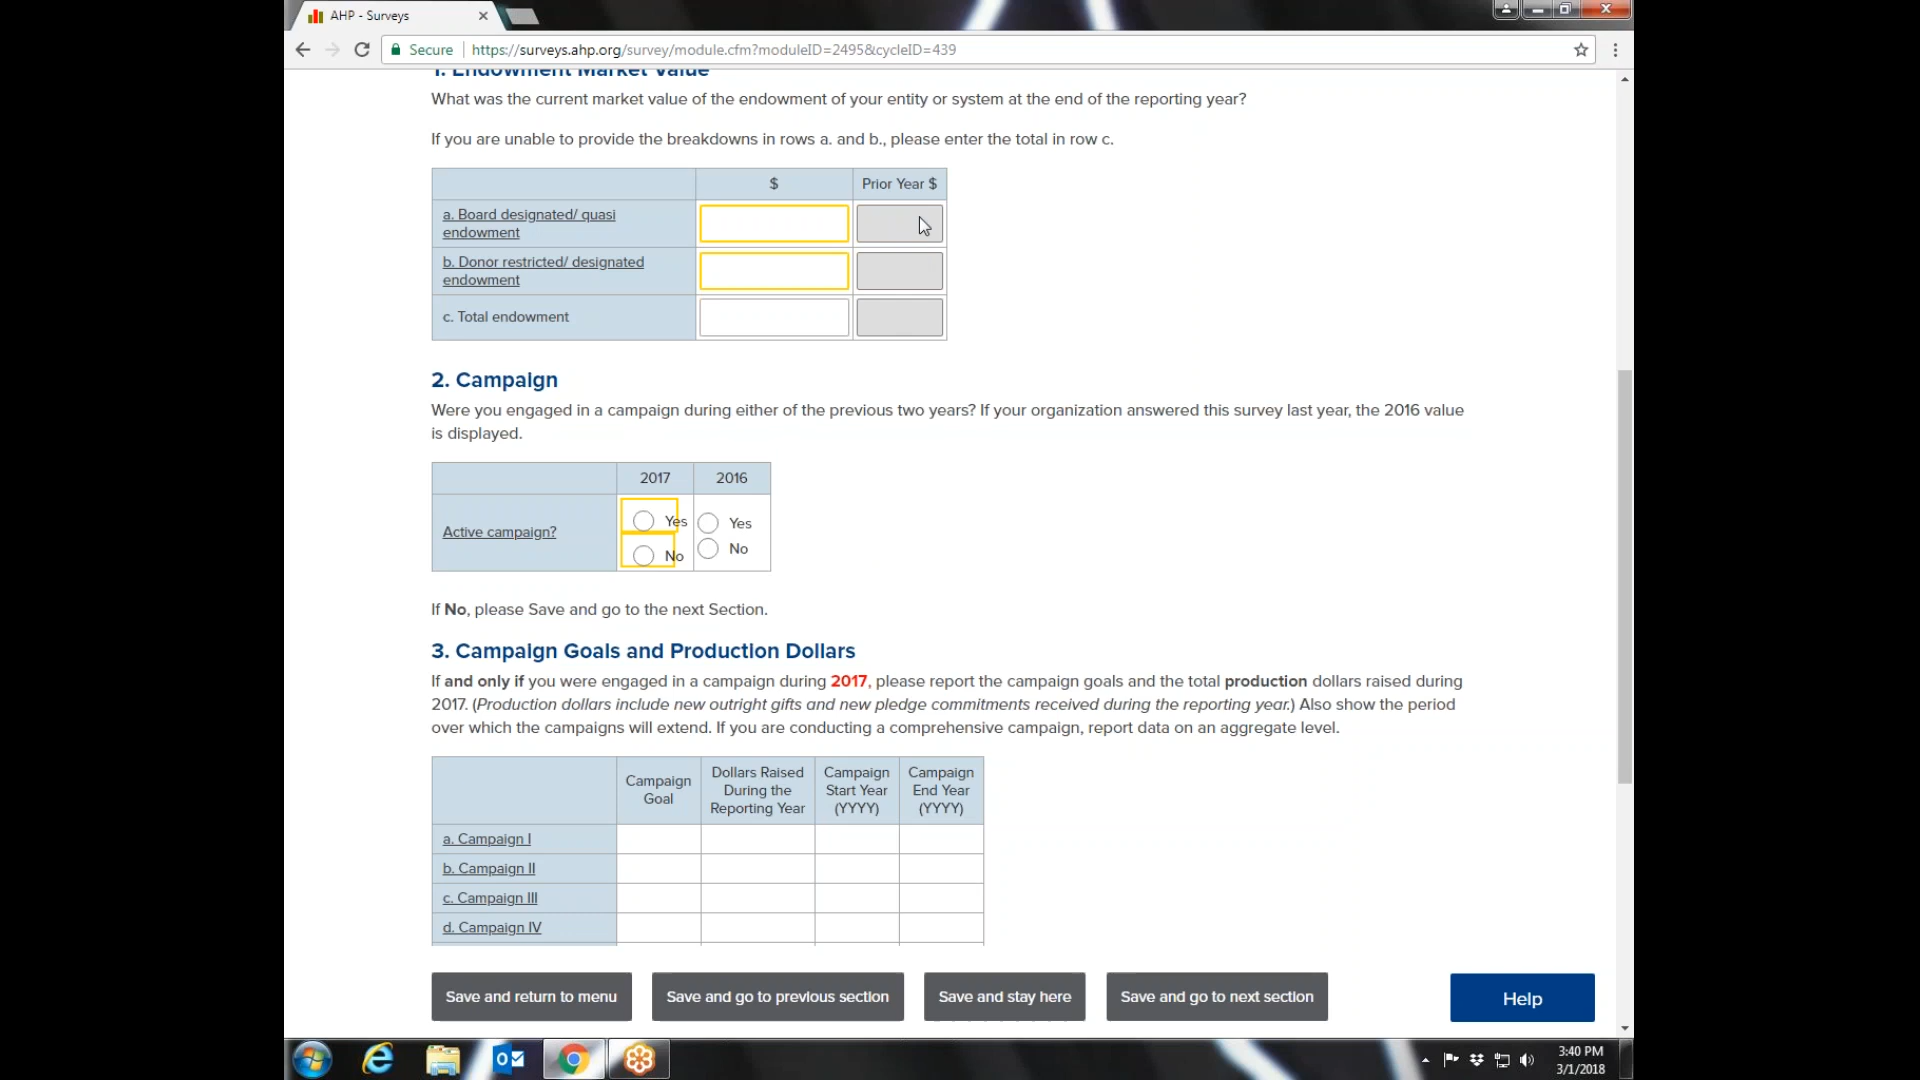 AHP - Surveys
Secure https://surveys.ahp.org/survey/module.cfm?moduleID=2495&cycleID=439
1. Endowment Market Value
What was the current market value of the endowment of your entity or system at the end of the reporting year?
If you are unable to provide the breakdowns in rows a. and b., please enter the total in row c.
$ Prior Year $
a. Board designated/ quasi
endowment
b. Donor restricted/ designated
endowment
c. Total endowment
2. Campaign
Were you engaged in a campaign during either of the previous two years? If your organization answered this survey last year, the 2016 value
is displayed.
2017 2016
Active campaign?
Yes Yes
No No
If No, please Save and go to the next Section.
3. Campaign Goals and Production Dollars
If and only if you were engaged in a campaign during 2017, please report the campaign goals and the total production dollars raised during
2017. (Production dollars include new outright gifts and new pledge commitments received during the reporting year.) Also show the period
over which the campaigns will extend. If you are conducting a comprehensive campaign, report data on an aggregate level.
Campaign
Goal
Dollars Raised
During the
Reporting Year
Campaign
Start Year
(YYYY)
Campaign
End Year
(YYYY)
a. Campaign I
b. Campaign II
c. Campaign III
d. Campaign IV
Save and return to menu Save and go to previous section Save and stay here Save and go to next section Help
3:40 PM
3/1/2018